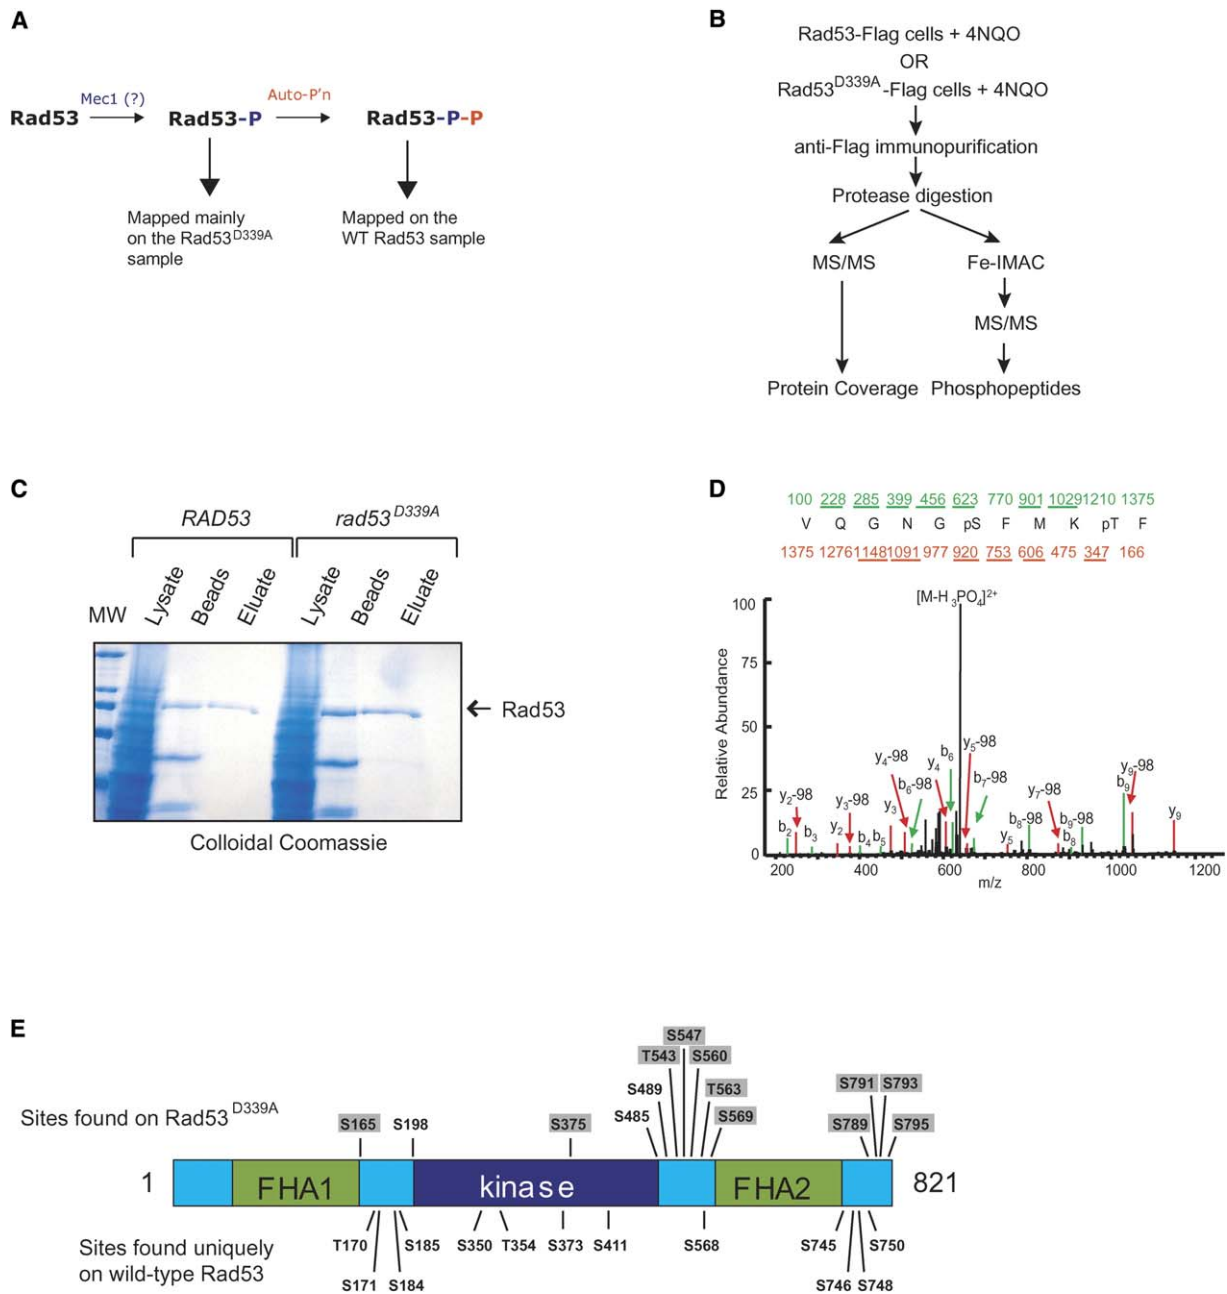 A
Mec1 (?)
Auto-P'n
Rad53
Rad53-P
Rad53-P-P
Mapped mainly
on the Rad53D339A
sample
Mapped on the
WT Rad53 sample
B
Rad53-Flag cells + 4NQO
OR
Rad53D339A-Flag cells + 4NQO
anti-Flag immunopurification
Protease digestion
MS/MS
Fe-IMAC
MS/MS
Protein Coverage
Phosphopeptides
C
RAD53
rad53D339A
MW
Lysate
Beads
Eluate
Lysate
Beads
Eluate
Rad53
Colloidal Coomassie
D
100 228 285 399 456 623 770 901 1029 1210 1375
V Q G N G pS F M K pT F
1375 1276 1148 1091 977 920 753 606 475 347 166
[M-H3PO4]2+
Relative Abundance
100
75
50
25
0
y2-98
b2
b3
y2
y3-98
b4
b5
y3
y4-98
b6-98
y4
b6
y5-98
b7-98
y5
b8-98
y7-98
b8
b9-98
b9
y9-98
y9
200 400 600 800 1000 1200
m/z
E
Sites found on Rad53D339A
S165
S198
S375
S485
S489
T543
S547
S560
T563
S569
S789
S791
S793
S795
1
FHA1
kinase
FHA2
821
Sites found uniquely
on wild-type Rad53
T170
S171
S184
S185
S350
T354
S373
S411
S568
S745
S746
S748
S750